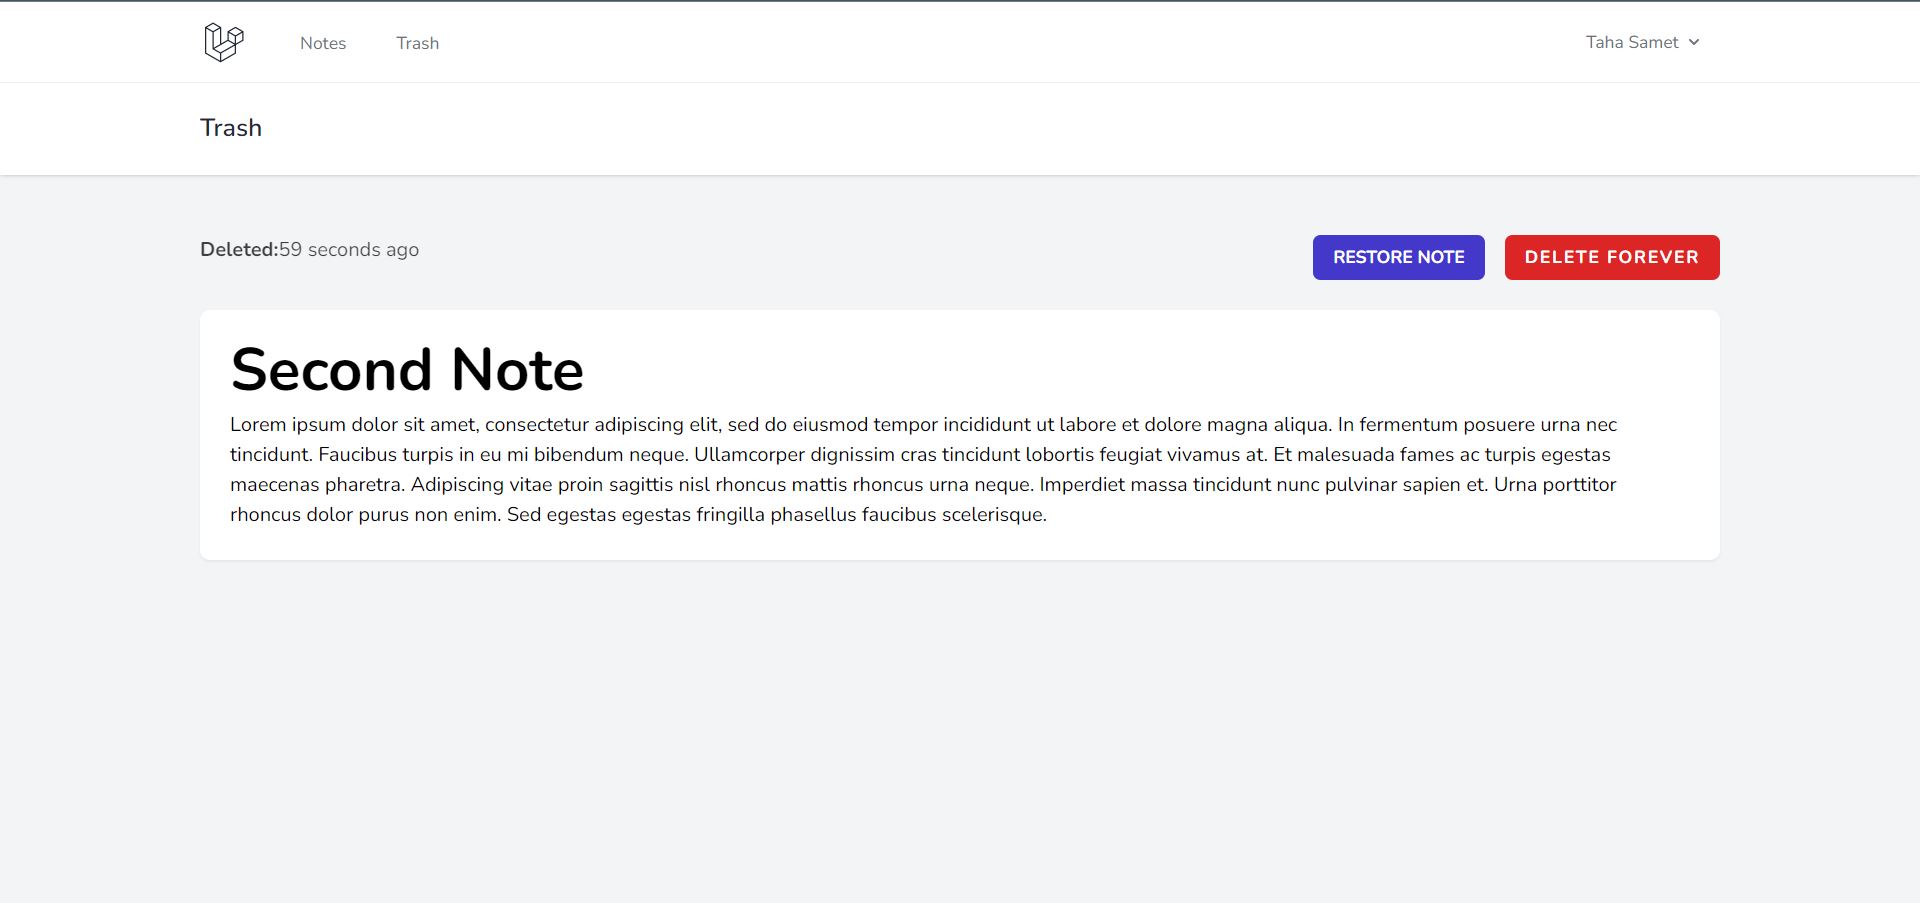 Notes Trash Taha Samet
Trash
Deleted:59 seconds ago RESTORE NOTE DELETE FOREVER
Second Note
Lorem ipsum dolor sit amet, consectetur adipiscing elit, sed do eiusmod tempor incididunt ut labore et dolore magna aliqua. In fermentum posuere urna nec
tincidunt. Faucibus turpis in eu mi bibendum neque. Ullamcorper dignissim cras tincidunt lobortis feugiat vivamus at. Et malesuada fames ac turpis egestas
maecenas pharetra. Adipiscing vitae proin sagittis nisl rhoncus mattis rhoncus urna neque. Imperdiet massa tincidunt nunc pulvinar sapien et. Urna porttitor
rhoncus dolor purus non enim. Sed egestas egestas fringilla phasellus faucibus scelerisque.